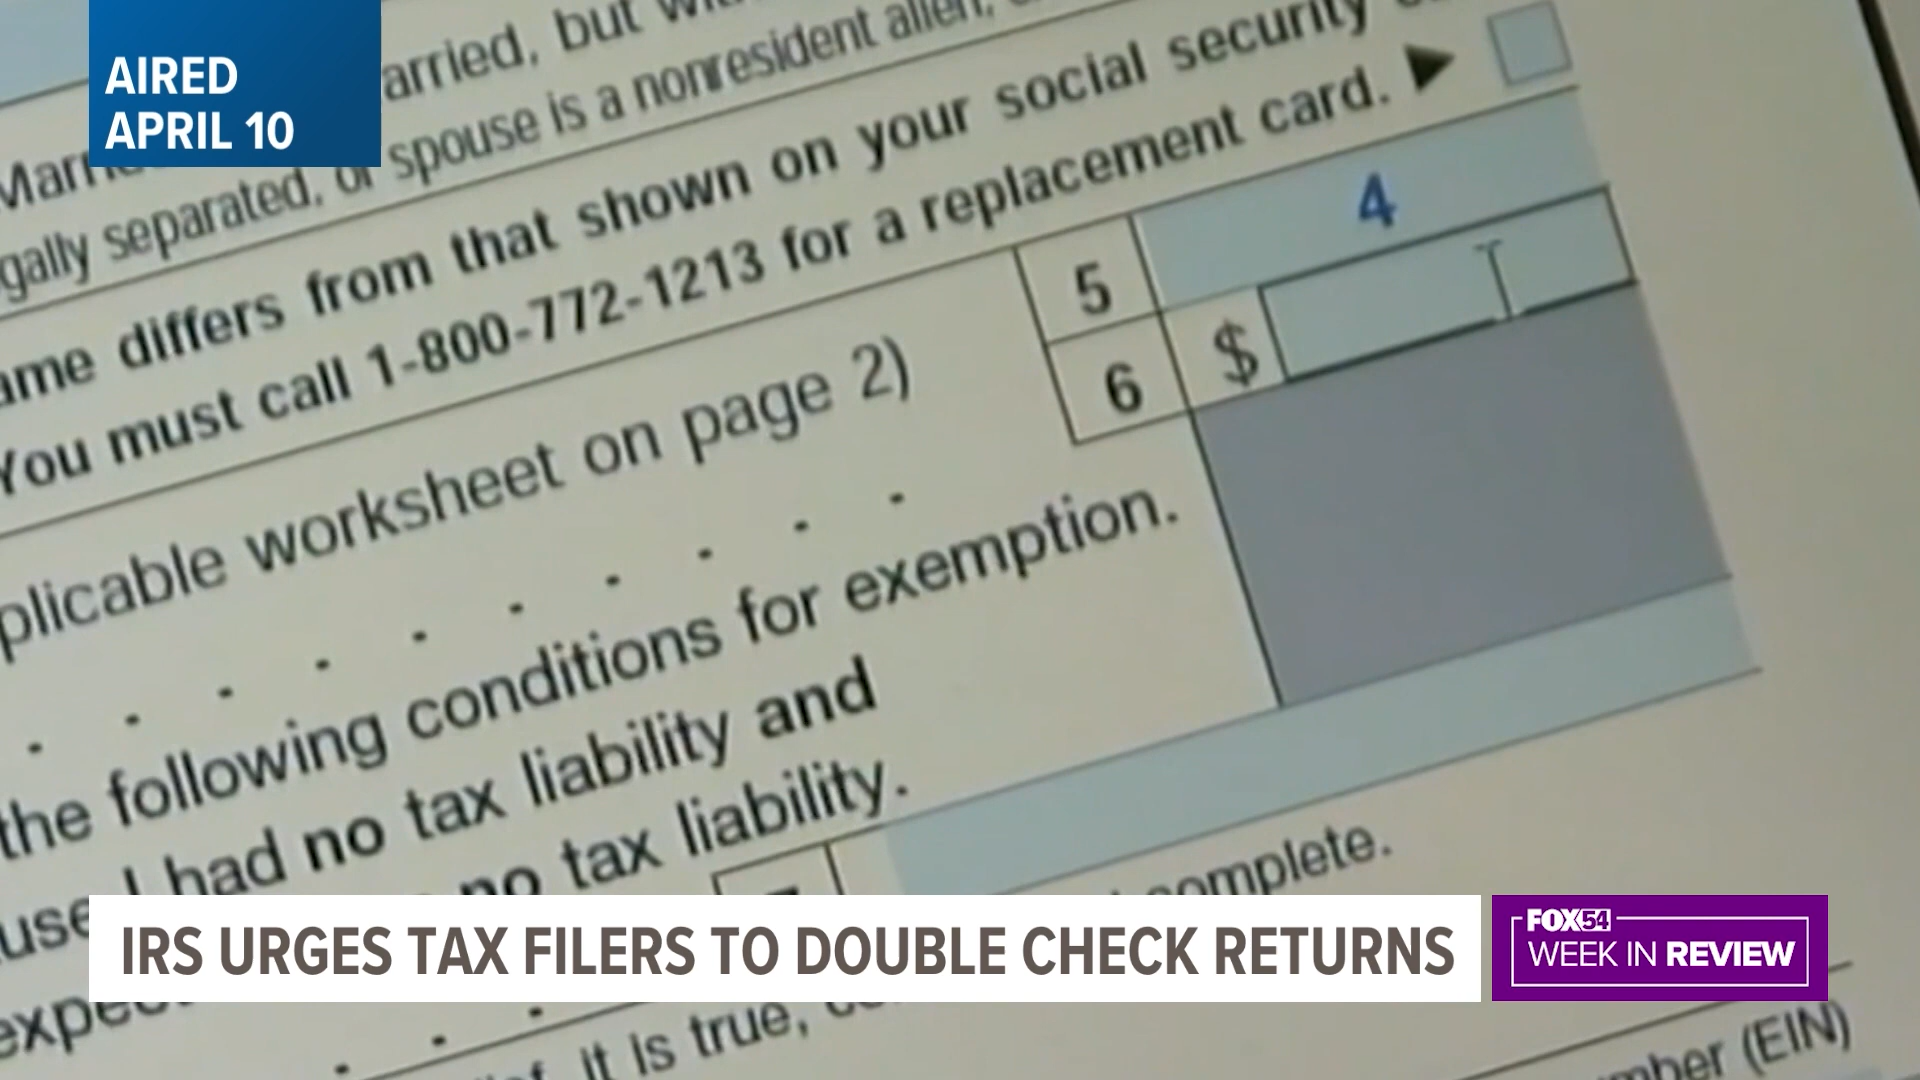 AIRED
APRIL 10
arried, but
spouse is a nonresident alien,
gally separated, or
differs from that shown on your social security
You must call 1-800-772-1213 for a replacement card. ▶
4
5
6 $
worksheet on page 2)
the following conditions for exemption.
I had no tax liability and
no tax liability.
complete.
IRS URGES TAX FILERS TO DOUBLE CHECK RETURNS
FOX54
WEEK IN REVIEW
it is true,
(EIN)